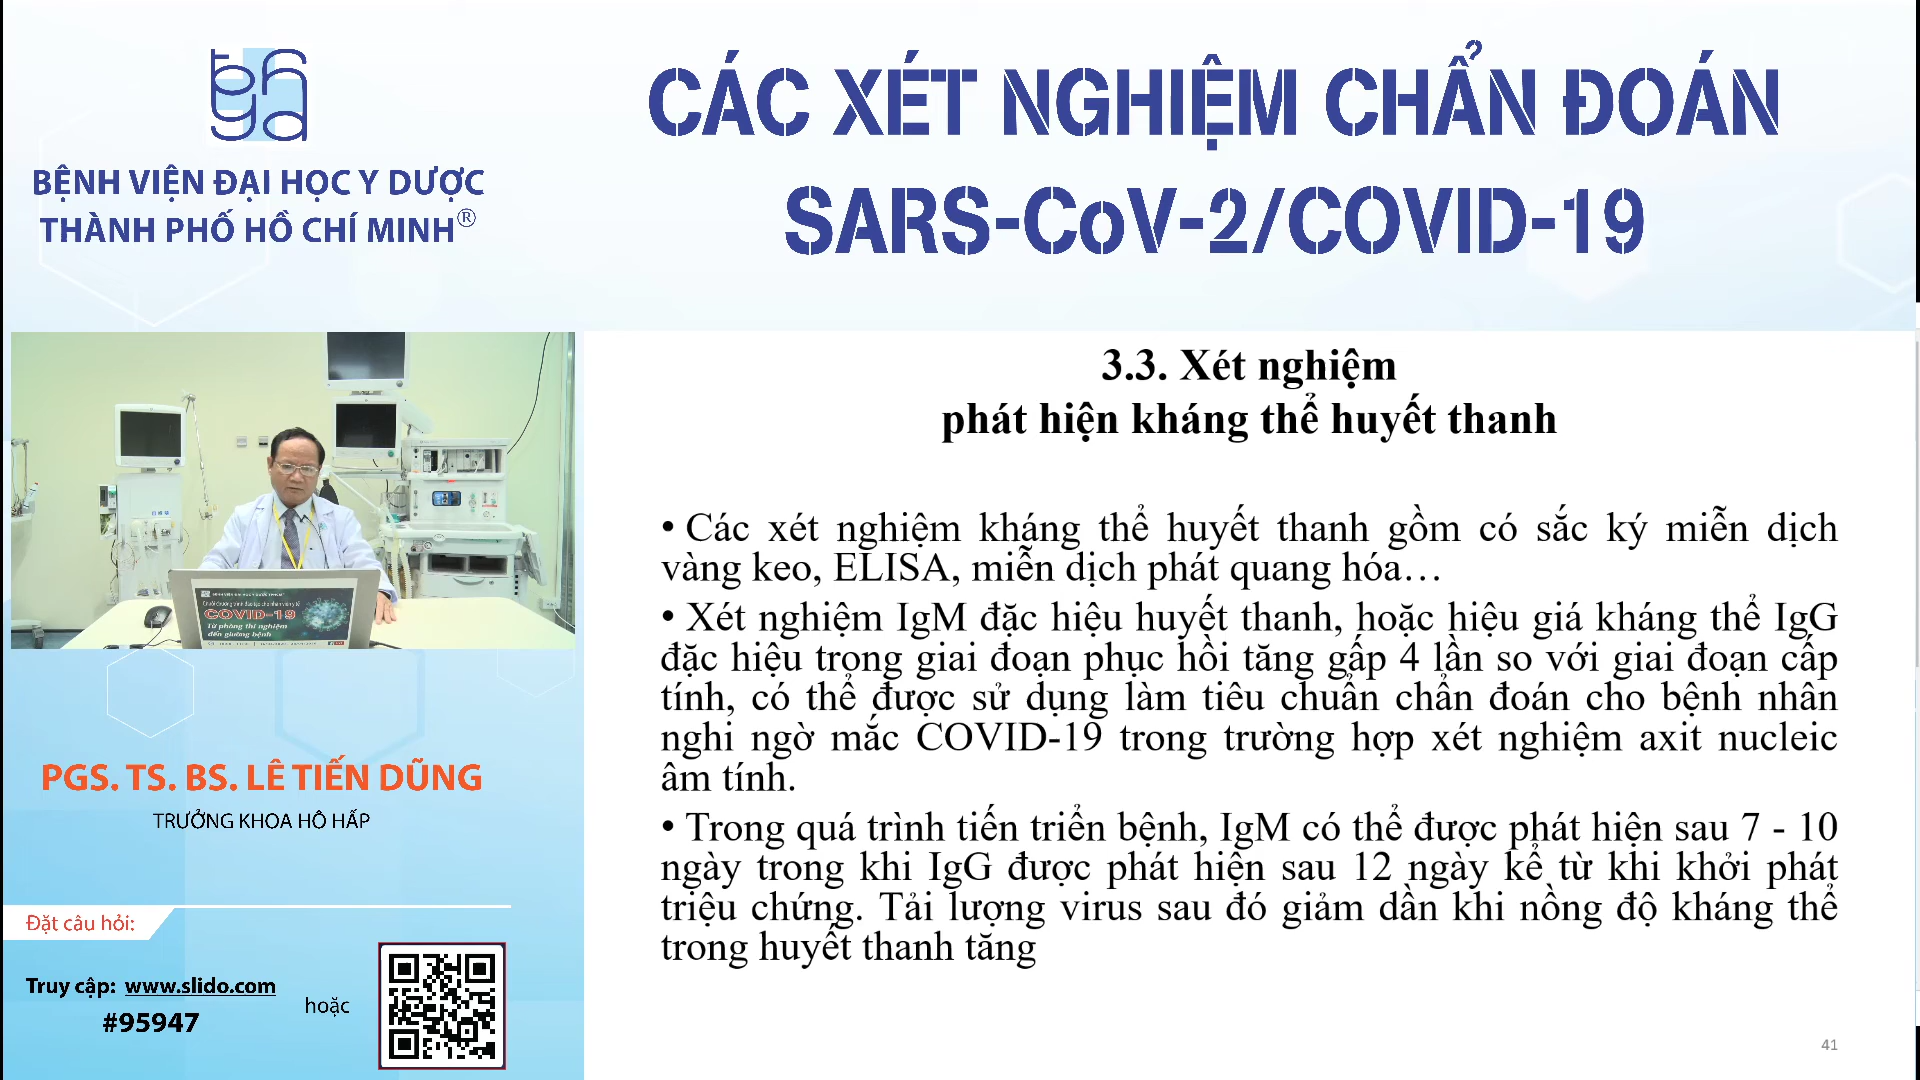 BỆNH VIỆN ĐẠI HỌC Y DƯỢC
THÀNH PHỐ HỒ CHÍ MINH®
CÁC XÉT NGHIỆM CHẨN ĐOÁN
SARS-CoV-2/COVID-19
COVID-19
Từ phòng thí nghiệm
đến giường bệnh
PGS. TS. BS. LÊ TIẾN DŨNG
TRƯỞNG KHOA HÔ HẤP
Đặt câu hỏi:
Truy cập: www.slido.com
#95947
hoặc
3.3. Xét nghiệm
phát hiện kháng thể huyết thanh
• Các xét nghiệm kháng thể huyết thanh gồm có sắc ký miễn dịch
vàng keo, ELISA, miễn dịch phát quang hóa…
• Xét nghiệm IgM đặc hiệu huyết thanh, hoặc hiệu giá kháng thể IgG
đặc hiệu trong giai đoạn phục hồi tăng gấp 4 lần so với giai đoạn cấp
tính, có thể được sử dụng làm tiêu chuẩn chẩn đoán cho bệnh nhân
nghi ngờ mắc COVID-19 trong trường hợp xét nghiệm axit nucleic
âm tính.
• Trong quá trình tiến triển bệnh, IgM có thể được phát hiện sau 7 - 10
ngày trong khi IgG được phát hiện sau 12 ngày kể từ khi khởi phát
triệu chứng. Tải lượng virus sau đó giảm dần khi nồng độ kháng thể
trong huyết thanh tăng
41